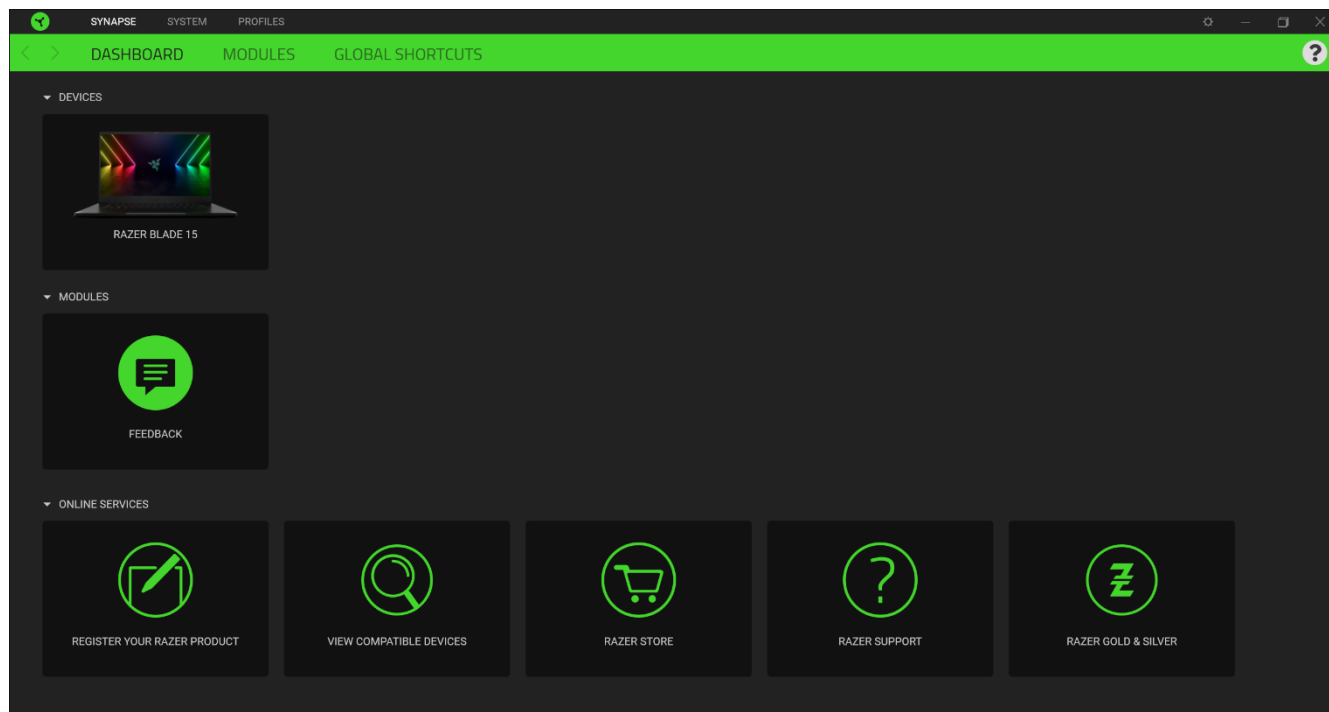 SYNAPSE SYSTEM PROFILES
DASHBOARD MODULES GLOBAL SHORTCUTS ?
DEVICES
RAZER BLADE 15
MODULES
FEEDBACK
ONLINE SERVICES
REGISTER YOUR RAZER PRODUCT VIEW COMPATIBLE DEVICES RAZER STORE RAZER SUPPORT RAZER GOLD & SILVER